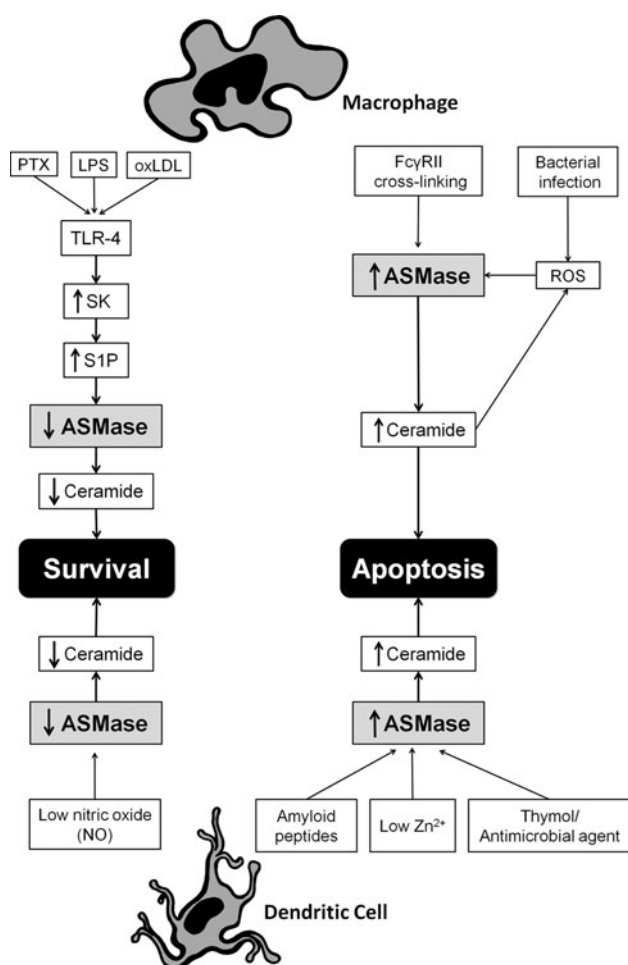 Macrophage
PTX
LPS
oxLDL
TLR-4
↑SK
↑S1P
↓ASMase
↓Ceramide
Survival
↓Ceramide
↓ASMase
Low nitric oxide
(NO)
FcγRII
cross-linking
Bacterial
infection
↑ASMase
ROS
↑Ceramide
Apoptosis
↑Ceramide
↑ASMase
Amyloid
peptides
Low Zn²⁺
Thymol/
Antimicrobial agent
Dendritic Cell